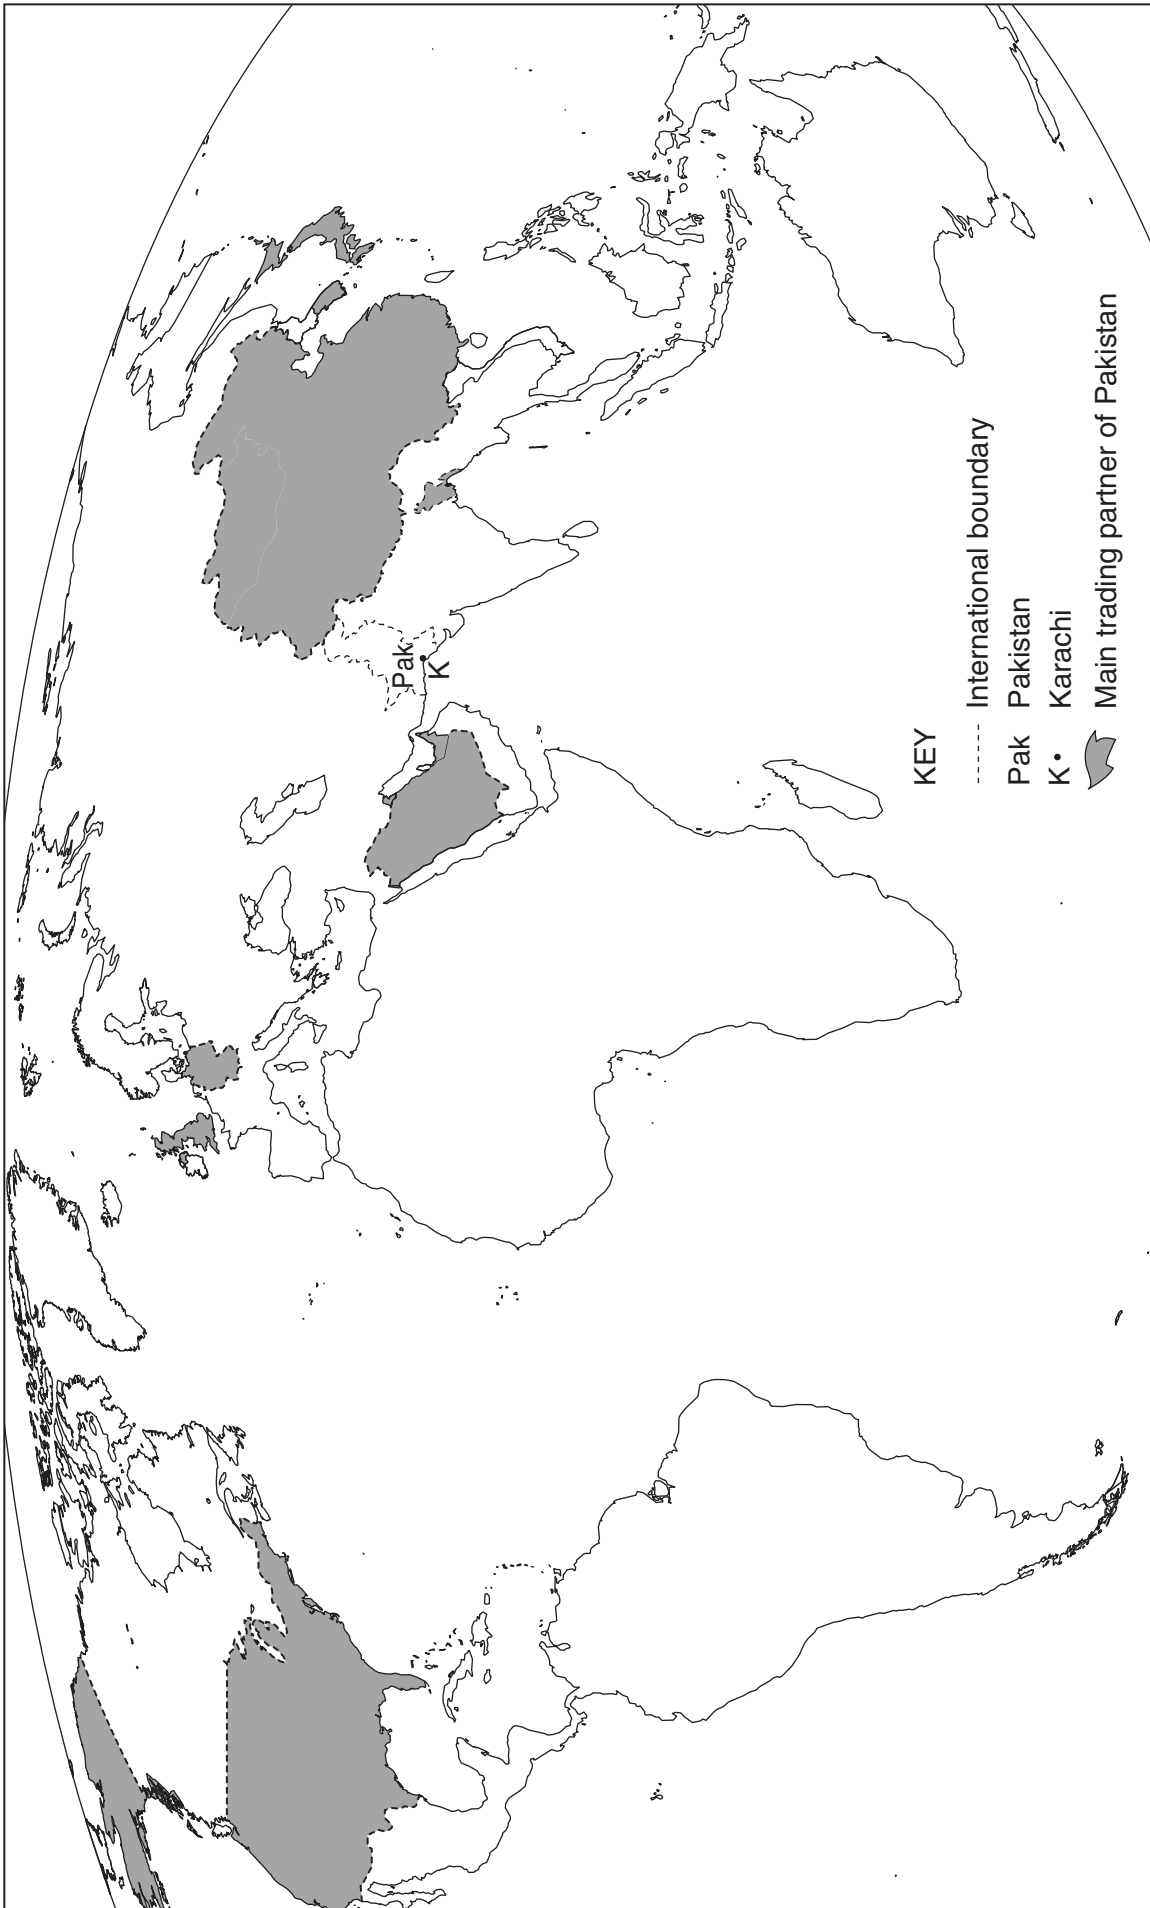 Pak
K
KEY
International boundary
Pak Pakistan
K• Karachi
Main trading partner of Pakistan